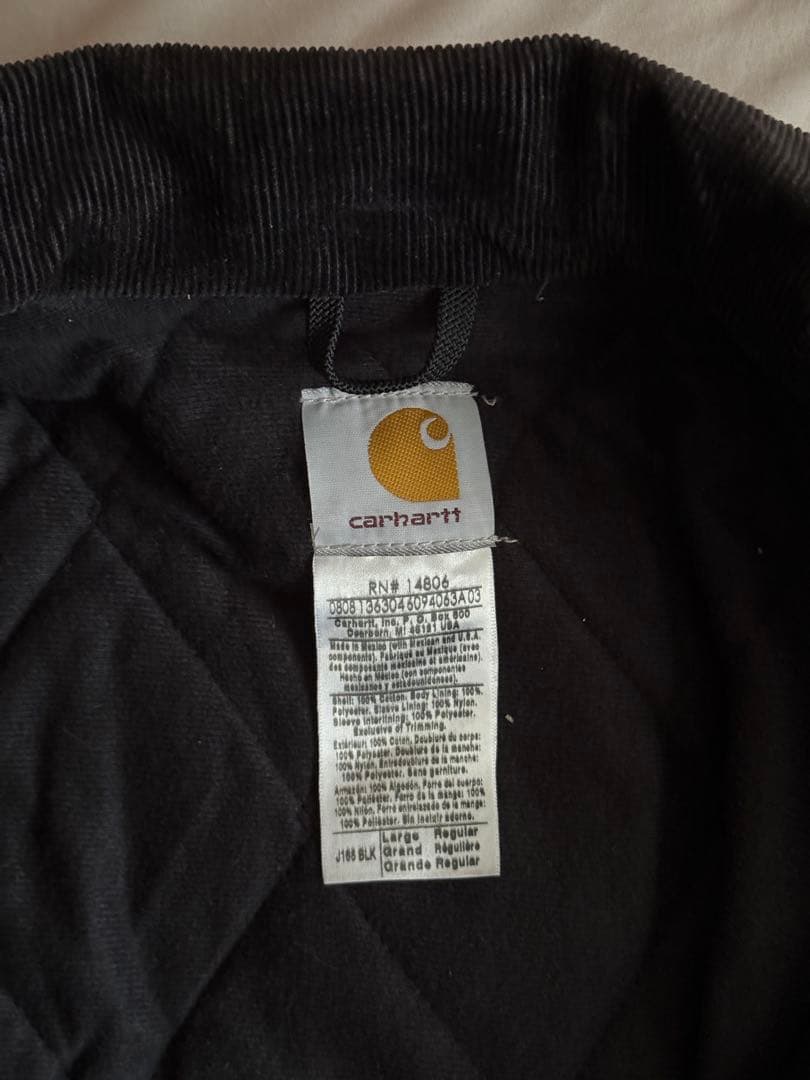 carhartt
RN# 14806
08081363046094063A03
Carhartt, Inc. P.O. Box 600
Dearborn, MI 48121 USA
Made in Mexico (with Mexican and U.S.A.
components). Fabriqué au Mexique (avec
des composants mexicains et américains).
Hecho en México (con componentes
mexicanos y estadounidenses).
Shell: 100% Cotton. Body Lining: 100%
Polyester. Sleeve Lining: 100% Nylon.
Sleeve Interlining: 100% Polyester.
Exclusive of Trimming.
Extérieur: 100% Coton. Doublure du corps:
100% Polyester. Doublure de la manche:
100% Nylon. Entredoublure de la manche:
100% Polyester. Sans garniture.
Armazón: 100% Algodón. Forro del cuerpo:
100% Poliéster. Forro de la manga: 100%
100% Nilón. Forro entrelazado de la manga:
100% Poliéster. Sin incluir adorno.
BLK
Large Regular
Grand Régulière
Grande Regular